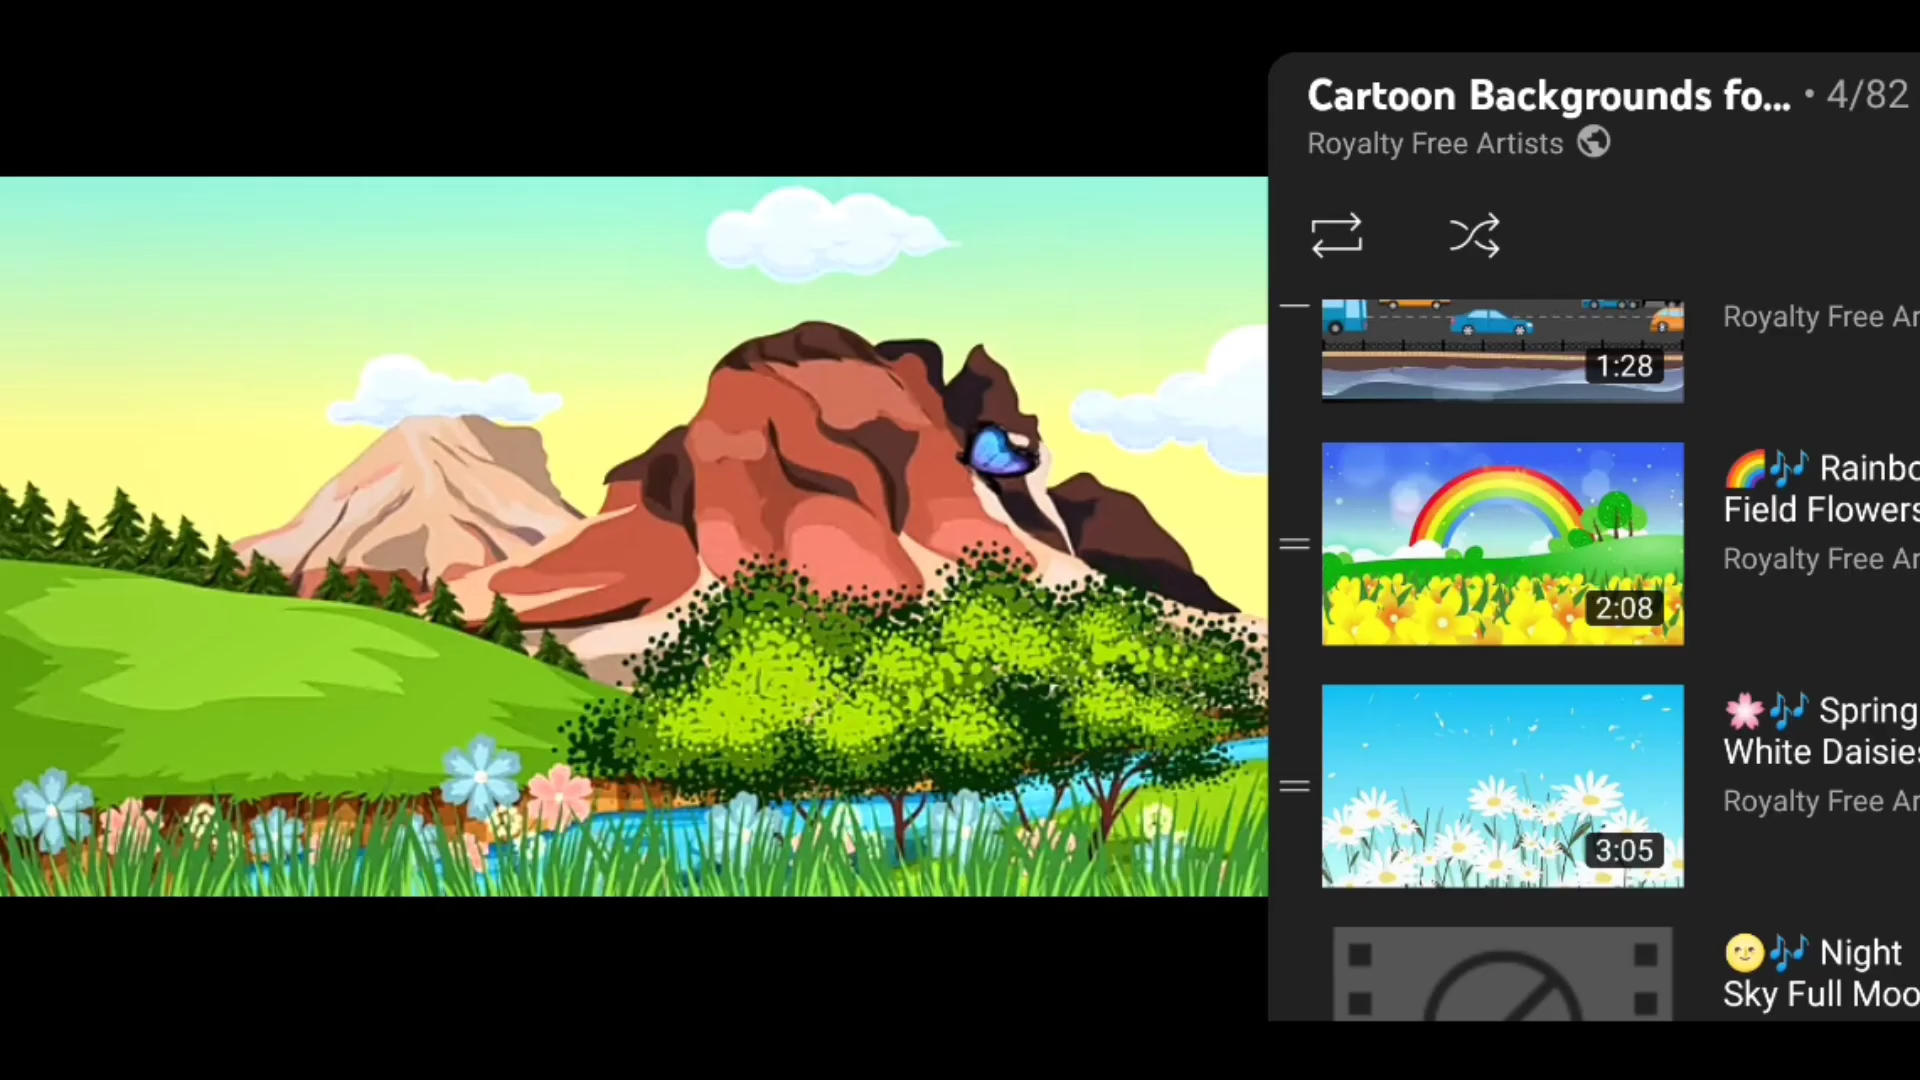 Cartoon Backgrounds fo... • 4/82
Royalty Free Artists
1:28
Royalty Free Ar
2:08
🌈🎶 Rainbo
Field Flowers
Royalty Free Ar
3:05
🌸🎶 Spring
White Daisies
Royalty Free Ar
🌝🎶 Night
Sky Full Moo